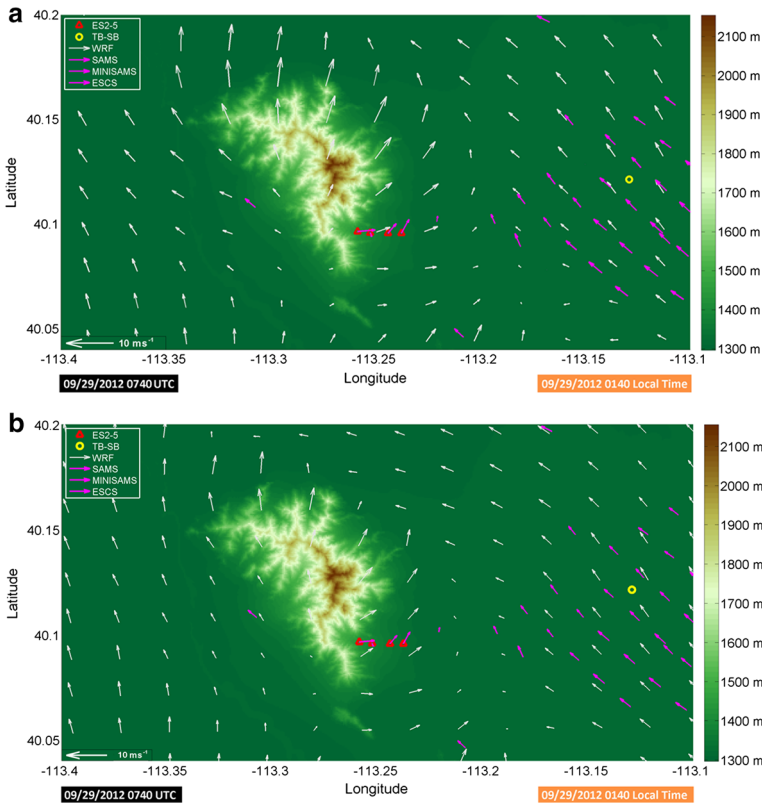 a
40.2
40.15
40.1
40.05
Latitude
ES2-5
TB-SB
WRF
SAMS
MINISAMS
ESCS
10 ms-1
-113.4 -113.35 -113.3 -113.25 -113.2 -113.15 -113.1
Longitude
2100 m
2000 m
1900 m
1800 m
1700 m
1600 m
1500 m
1400 m
1300 m
09/29/2012 0740 UTC
09/29/2012 0140 Local Time
b
40.2
40.15
40.1
40.05
Latitude
ES2-5
TB-SB
WRF
SAMS
MINISAMS
ESCS
10 ms-1
-113.4 -113.35 -113.3 -113.25 -113.2 -113.15 -113.1
Longitude
2100 m
2000 m
1900 m
1800 m
1700 m
1600 m
1500 m
1400 m
1300 m
09/29/2012 0740 UTC
09/29/2012 0140 Local Time